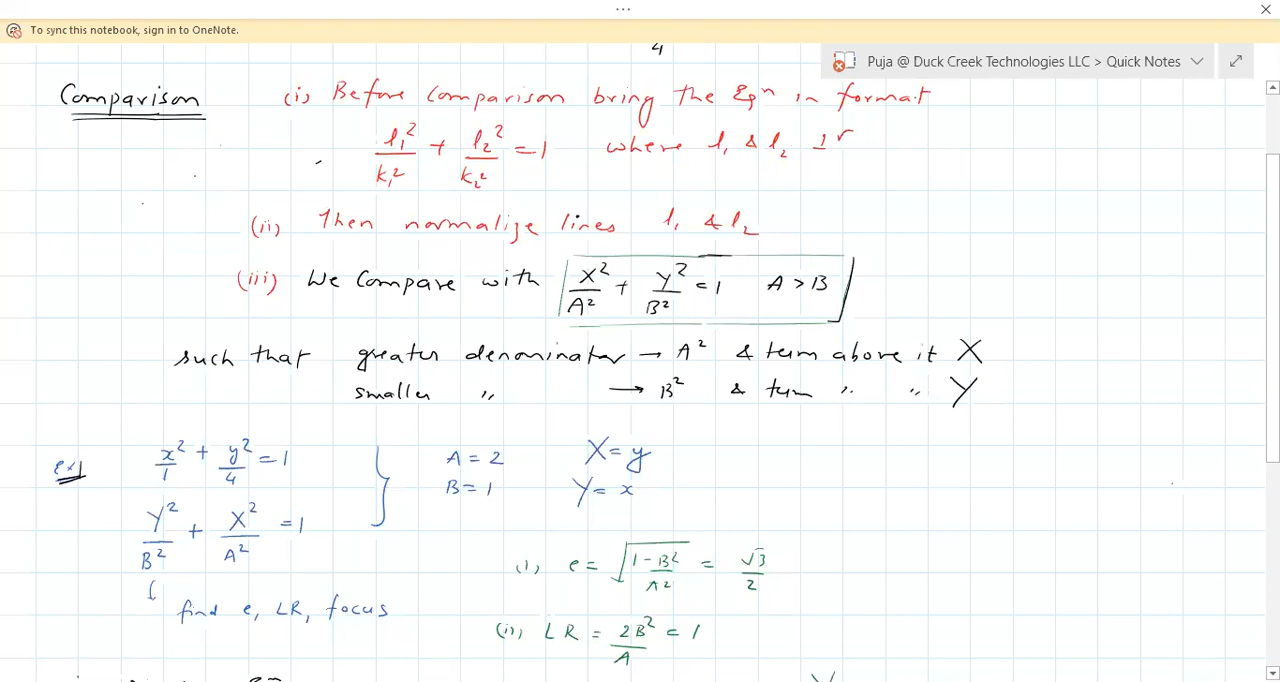 ...
To sync this notebook, sign in to OneNote.
4
Puja @ Duck Creek Technologies LLC > Quick Notes
Comparison (i) Before comparison bring the Eqⁿ in format
l₁²/k₁² + l₂²/k₂² = 1 where l₁ & l₂ ⊥r
(ii) Then normalize lines l₁ & l₂
(iii) We Compare with X²/A² + Y²/B² = 1 A > B
such that greater denominator → A² & term above it X
smaller " → B² & term " " Y
ex1 x²/1 + y²/4 = 1 A = 2 X = y
B = 1 Y = x
Y²/B² + X²/A² = 1
(i) e = √(1 - B²/A²) = √3/2
find e, LR, focus
(ii) LR = 2B²/A = 1